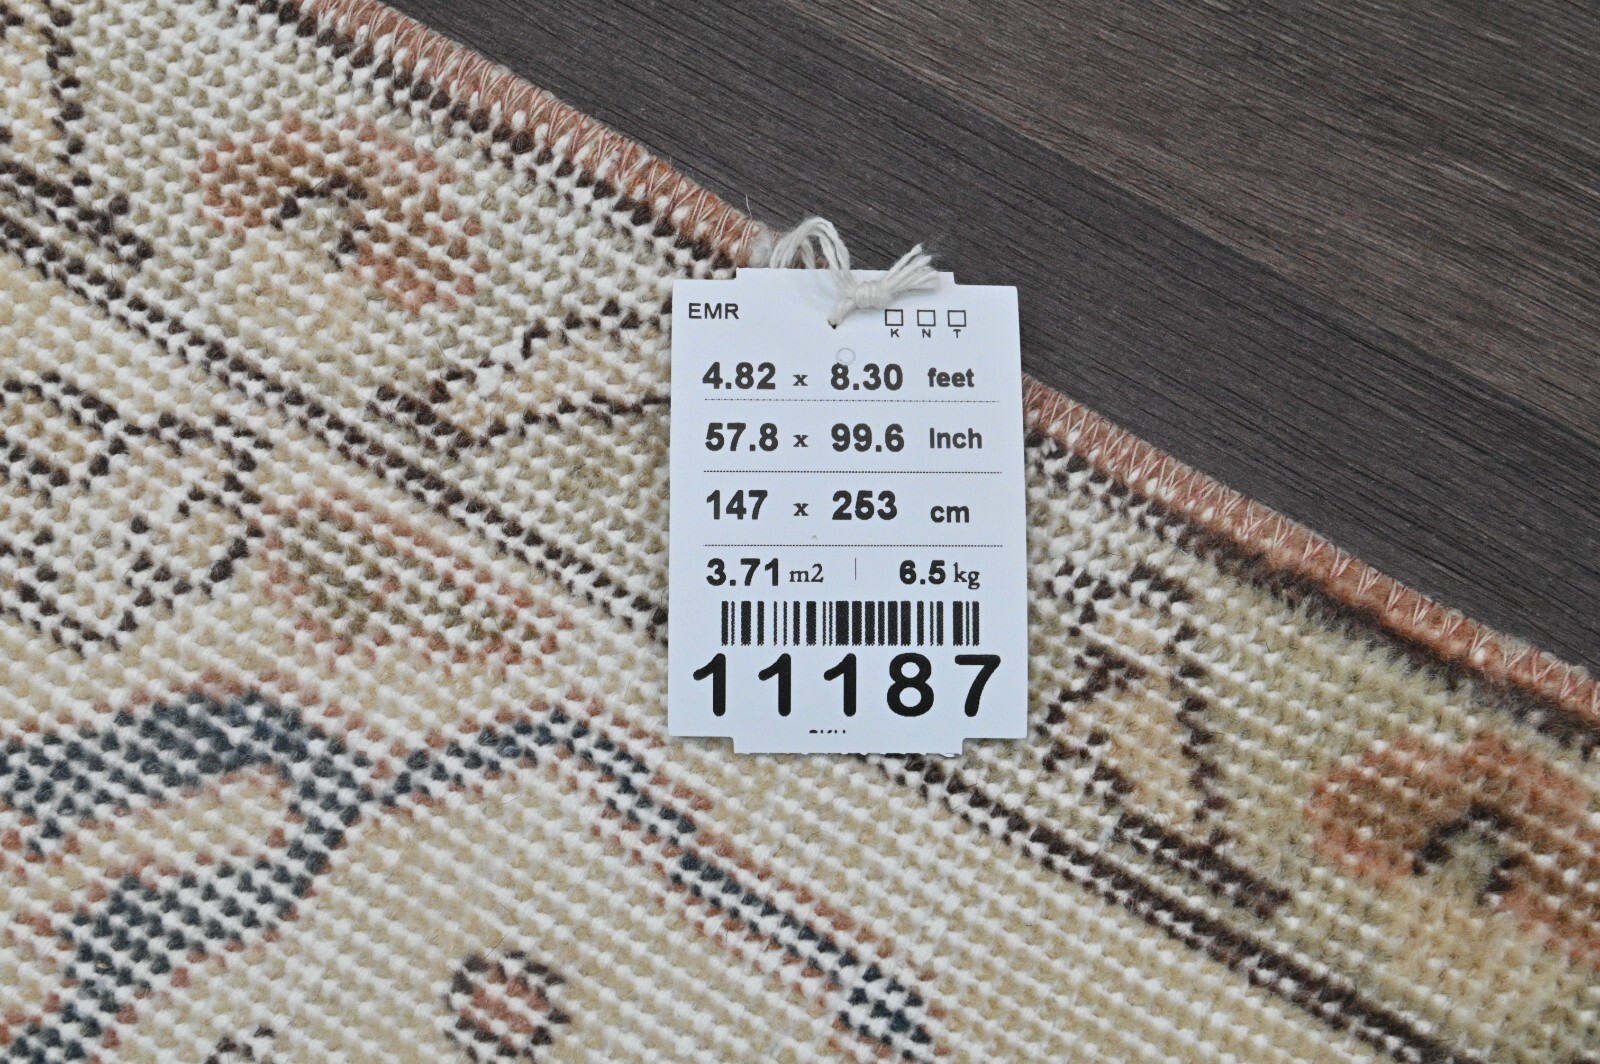 EMR
K N T
4.82 x 8.30 feet
57.8 x 99.6 Inch
147 x 253 cm
3.71 m2 | 6.5 kg
11187